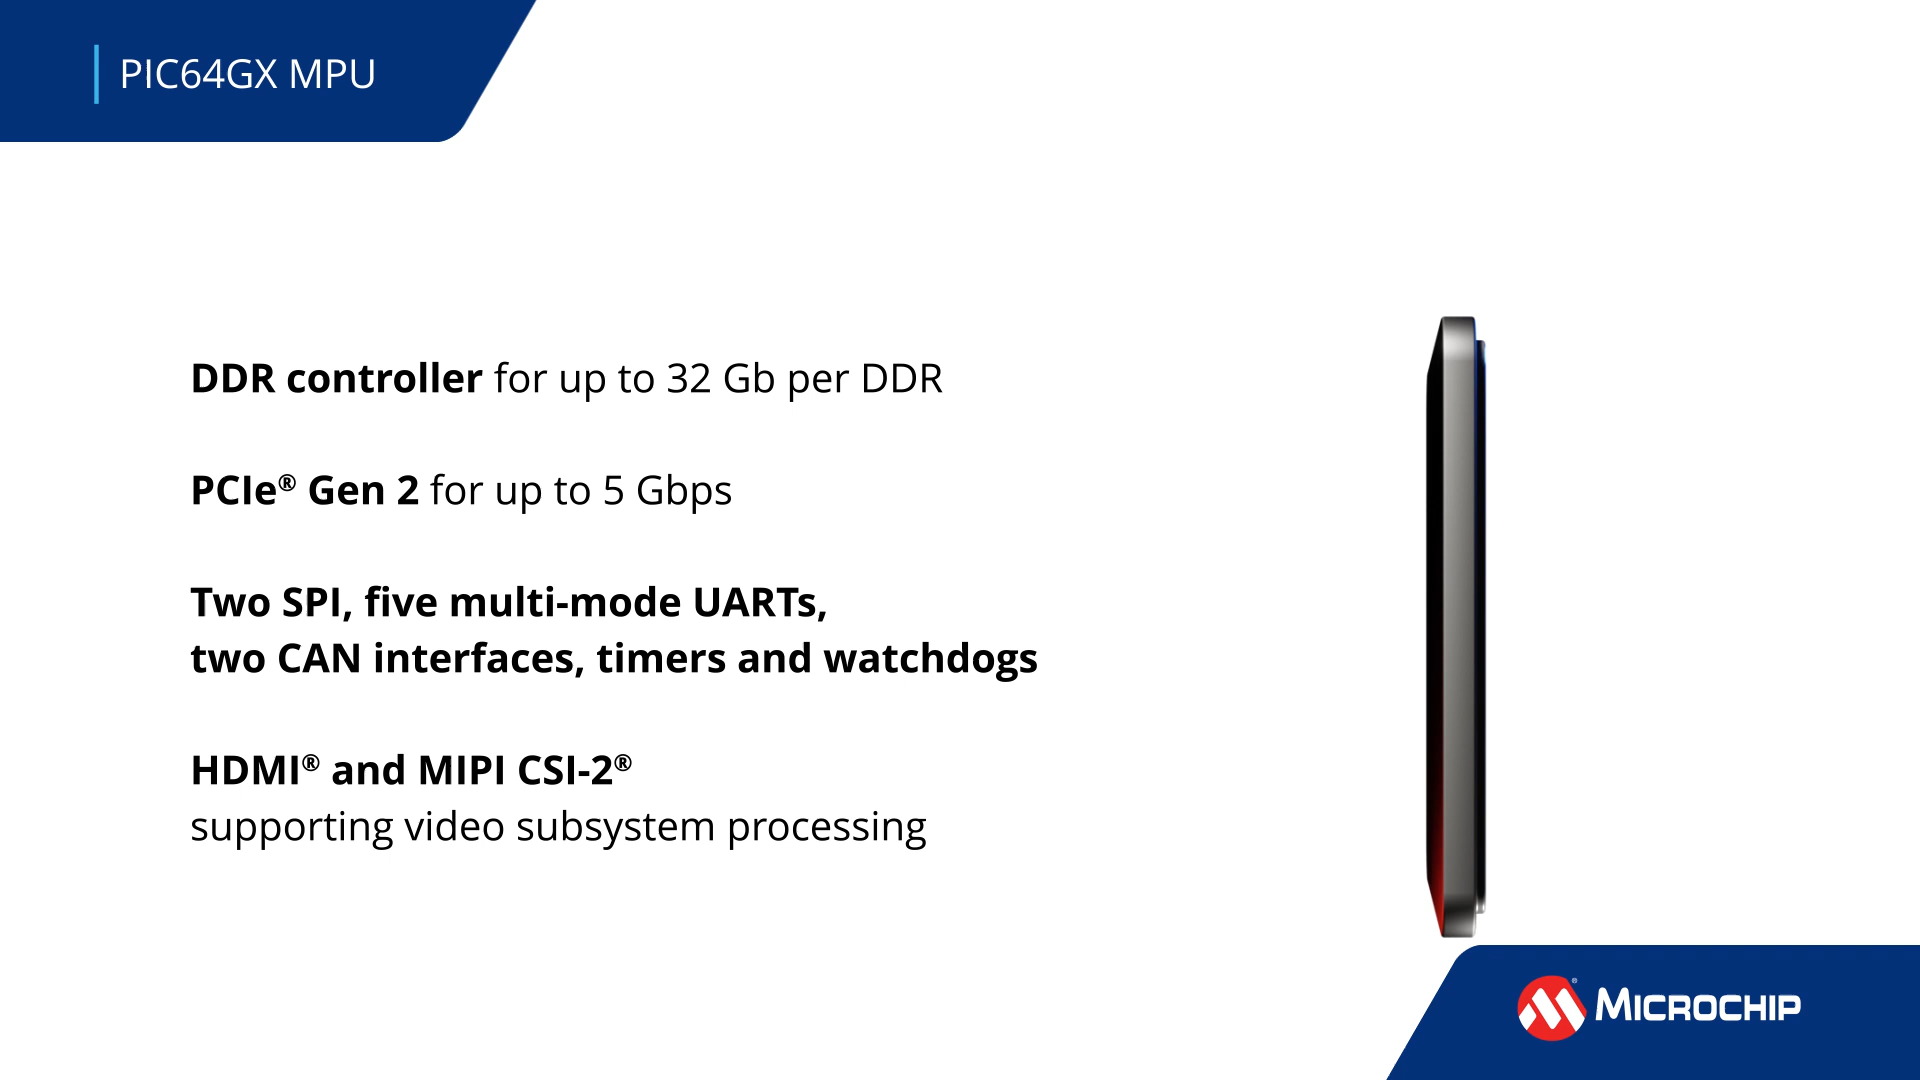 PIC64GX MPU
DDR controller for up to 32 Gb per DDR
PCIe® Gen 2 for up to 5 Gbps
Two SPI, five multi-mode UARTs,
two CAN interfaces, timers and watchdogs
HDMI® and MIPI CSI-2®
supporting video subsystem processing
® MICROCHIP